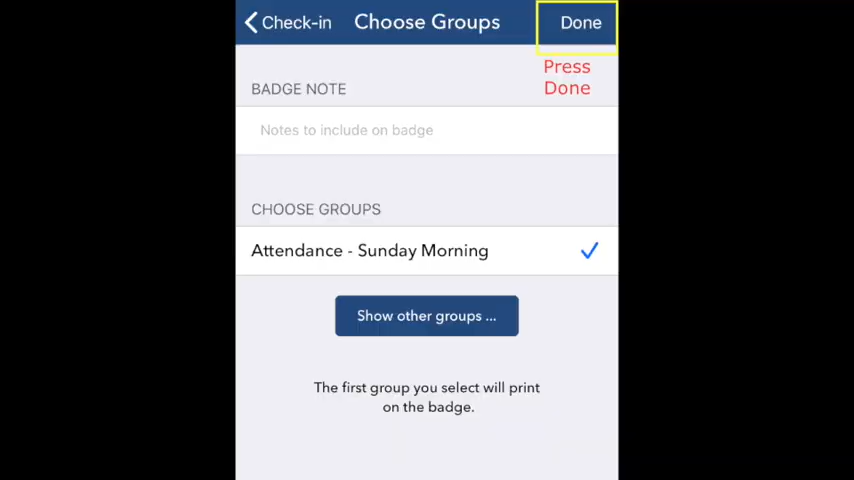 Check-in Choose Groups Done
Press
Done
BADGE NOTE
Notes to include on badge
CHOOSE GROUPS
Attendance - Sunday Morning
Show other groups ...
The first group you select will print
on the badge.